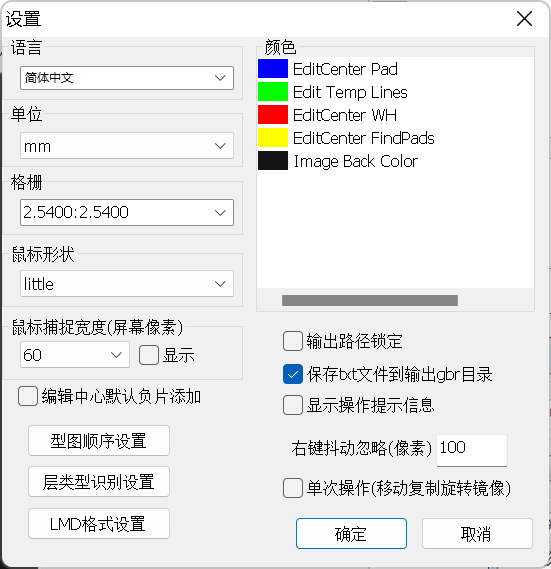 设置
语言
简体中文
单位
mm
格栅
2.5400:2.5400
鼠标形状
little
鼠标捕捉宽度(屏幕像素)
60
显示
编辑中心默认负片添加
型图顺序设置
层类型识别设置
LMD格式设置
颜色
EditCenter Pad
Edit Temp Lines
EditCenter WH
EditCenter FindPads
Image Back Color
输出路径锁定
保存txt文件到输出gbr目录
显示操作提示信息
右键抖动忽略(像素) 100
单次操作(移动复制旋转镜像)
确定
取消